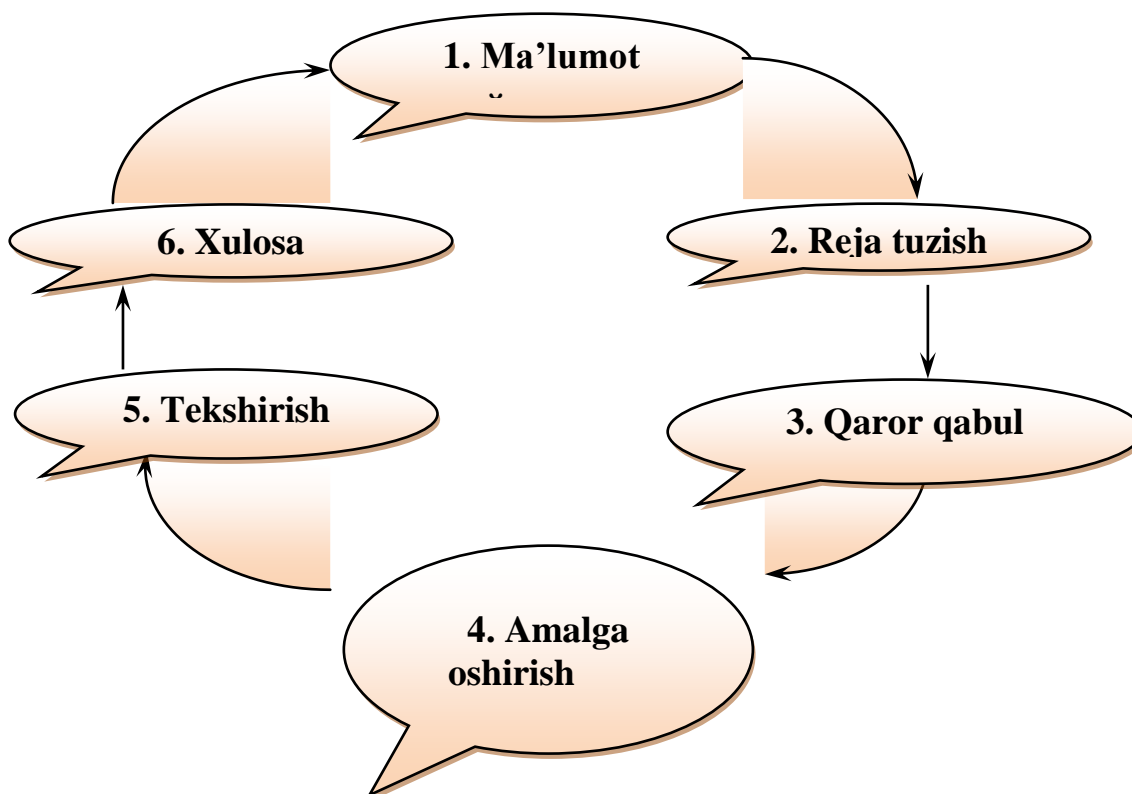 1. Ma’lumot
2. Reja tuzish
3. Qaror qabul
4. Amalga
oshirish
5. Tekshirish
6. Xulosa